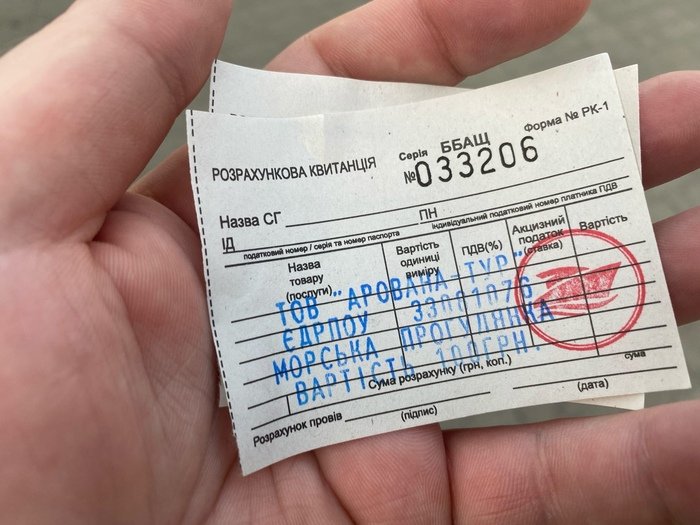 Форма № РК-1
РОЗРАХУНКОВА КВИТАНЦІЯ Серія ББАЩ
№033206
Назва СГ ПН
ІД податковий номер / серія та номер паспорта індивідуальний податковий номер платника ПДВ
Назва товару (послуги) Вартість одиниці виміру ПДВ(%) Акцизний податок (ставка) Вартість
ТОВ "АРОВАНА-ТУР"
ЄДРПОУ
МОРСЬКА ПРОГУЛЯНКА
ВАРТІСТЬ 100ГРН.
Сума розрахунку (грн, коп.) сума
Розрахунок провів (підпис) (дата)